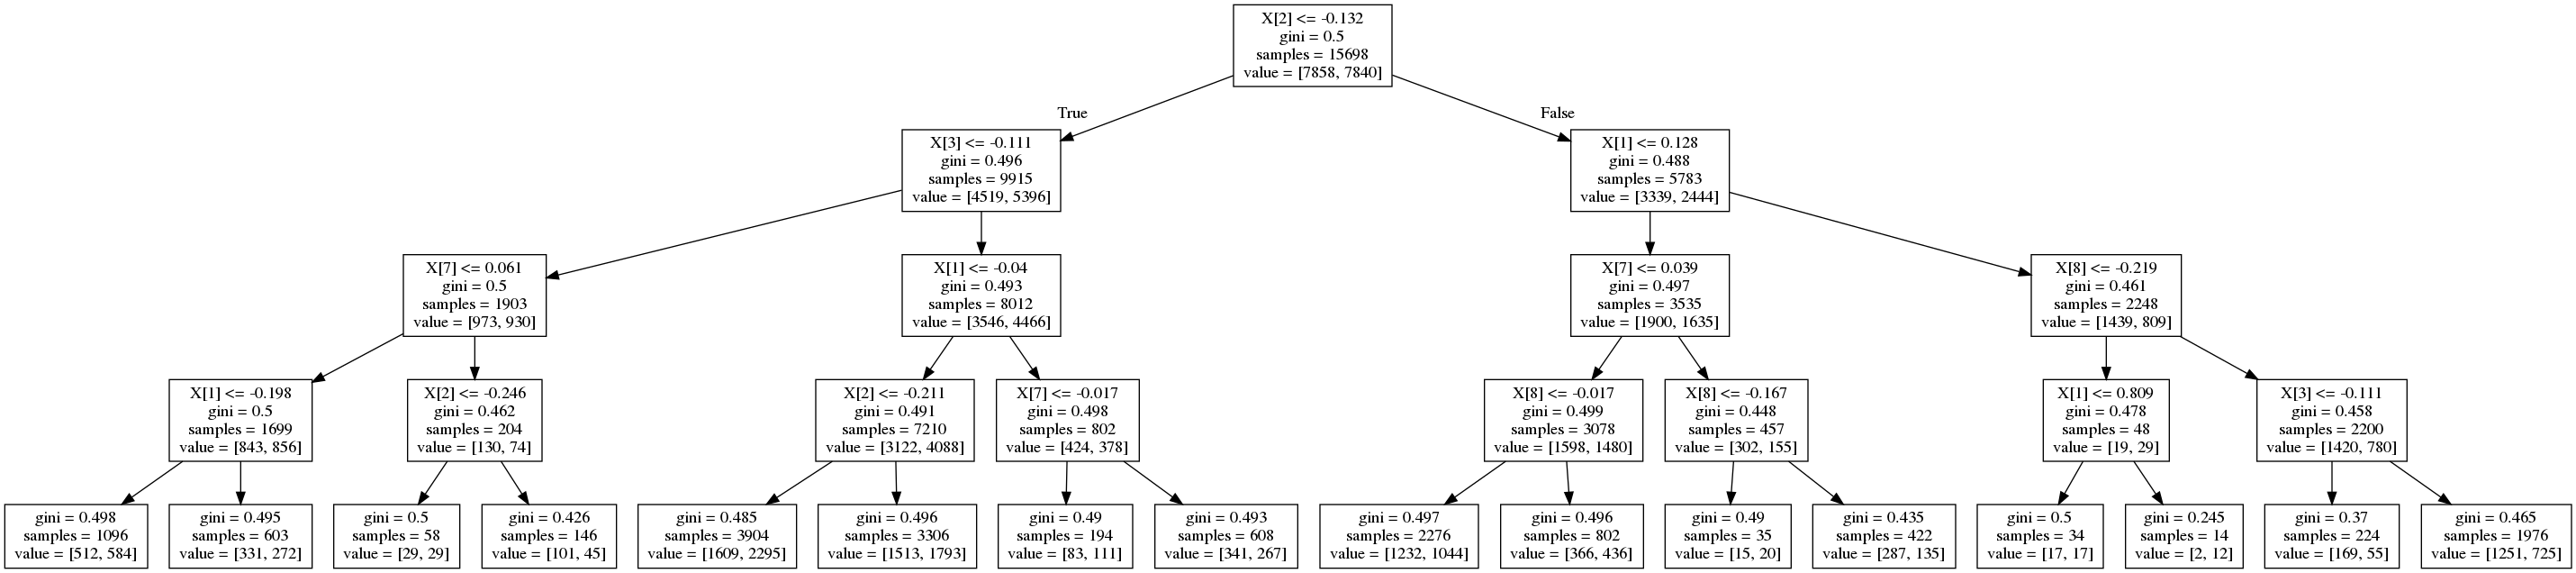 X[2] <= -0.132
gini = 0.5
samples = 15698
value = [7858, 7840]
True
False
X[3] <= -0.111
gini = 0.496
samples = 9915
value = [4519, 5396]
X[1] <= 0.128
gini = 0.488
samples = 5783
value = [3339, 2444]
X[7] <= 0.061
gini = 0.5
samples = 1903
value = [973, 930]
X[1] <= -0.04
gini = 0.493
samples = 8012
value = [3546, 4466]
X[7] <= 0.039
gini = 0.497
samples = 3535
value = [1900, 1635]
X[8] <= -0.219
gini = 0.461
samples = 2248
value = [1439, 809]
X[1] <= -0.198
gini = 0.5
samples = 1699
value = [843, 856]
X[2] <= -0.246
gini = 0.462
samples = 204
value = [130, 74]
X[2] <= -0.211
gini = 0.491
samples = 7210
value = [3122, 4088]
X[7] <= -0.017
gini = 0.498
samples = 802
value = [424, 378]
X[8] <= -0.017
gini = 0.499
samples = 3078
value = [1598, 1480]
X[8] <= -0.167
gini = 0.448
samples = 457
value = [302, 155]
X[1] <= 0.809
gini = 0.478
samples = 48
value = [19, 29]
X[3] <= -0.111
gini = 0.458
samples = 2200
value = [1420, 780]
gini = 0.498
samples = 1096
value = [512, 584]
gini = 0.495
samples = 603
value = [331, 272]
gini = 0.5
samples = 58
value = [29, 29]
gini = 0.426
samples = 146
value = [101, 45]
gini = 0.485
samples = 3904
value = [1609, 2295]
gini = 0.496
samples = 3306
value = [1513, 1793]
gini = 0.49
samples = 194
value = [83, 111]
gini = 0.493
samples = 608
value = [341, 267]
gini = 0.497
samples = 2276
value = [1232, 1044]
gini = 0.496
samples = 802
value = [366, 436]
gini = 0.49
samples = 35
value = [15, 20]
gini = 0.435
samples = 422
value = [287, 135]
gini = 0.5
samples = 34
value = [17, 17]
gini = 0.245
samples = 14
value = [2, 12]
gini = 0.37
samples = 224
value = [169, 55]
gini = 0.465
samples = 1976
value = [1251, 725]